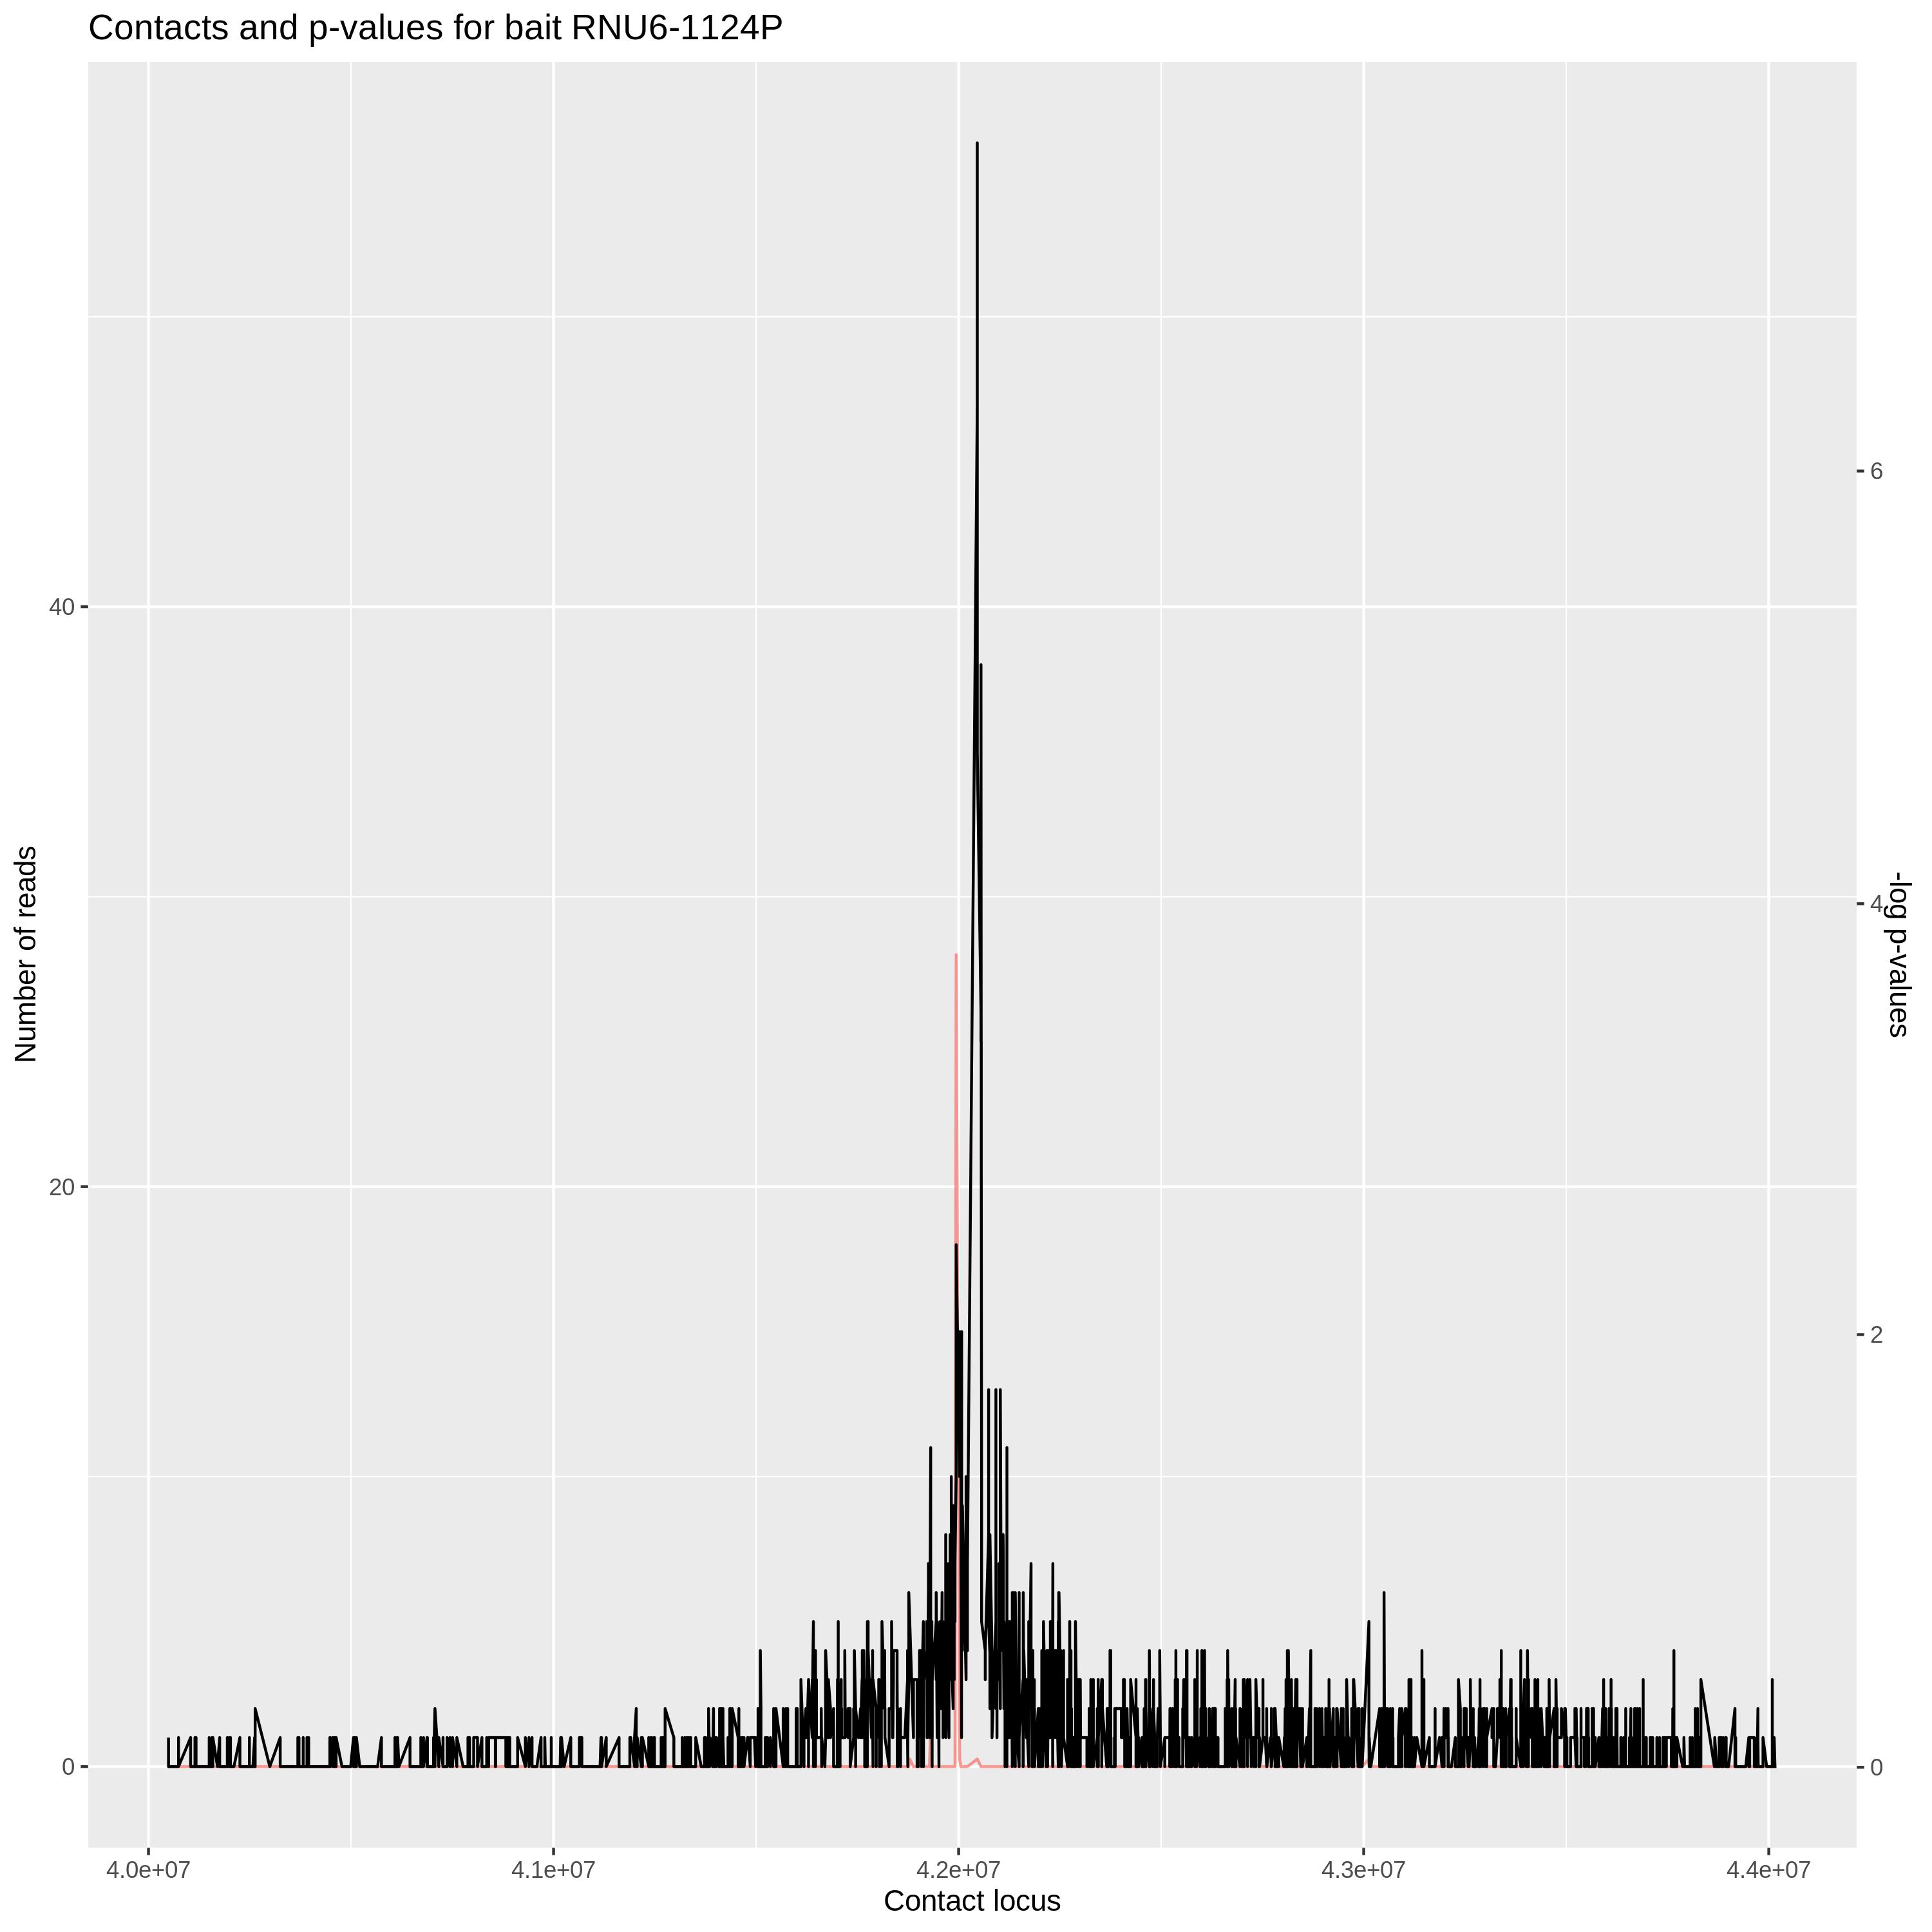 Contacts and p-values for bait RNU6-1124P
Number of reads
40
20
0
6
4
2
0
-log p-values
4.0e+07 4.1e+07 4.2e+07 4.3e+07 4.4e+07
Contact locus